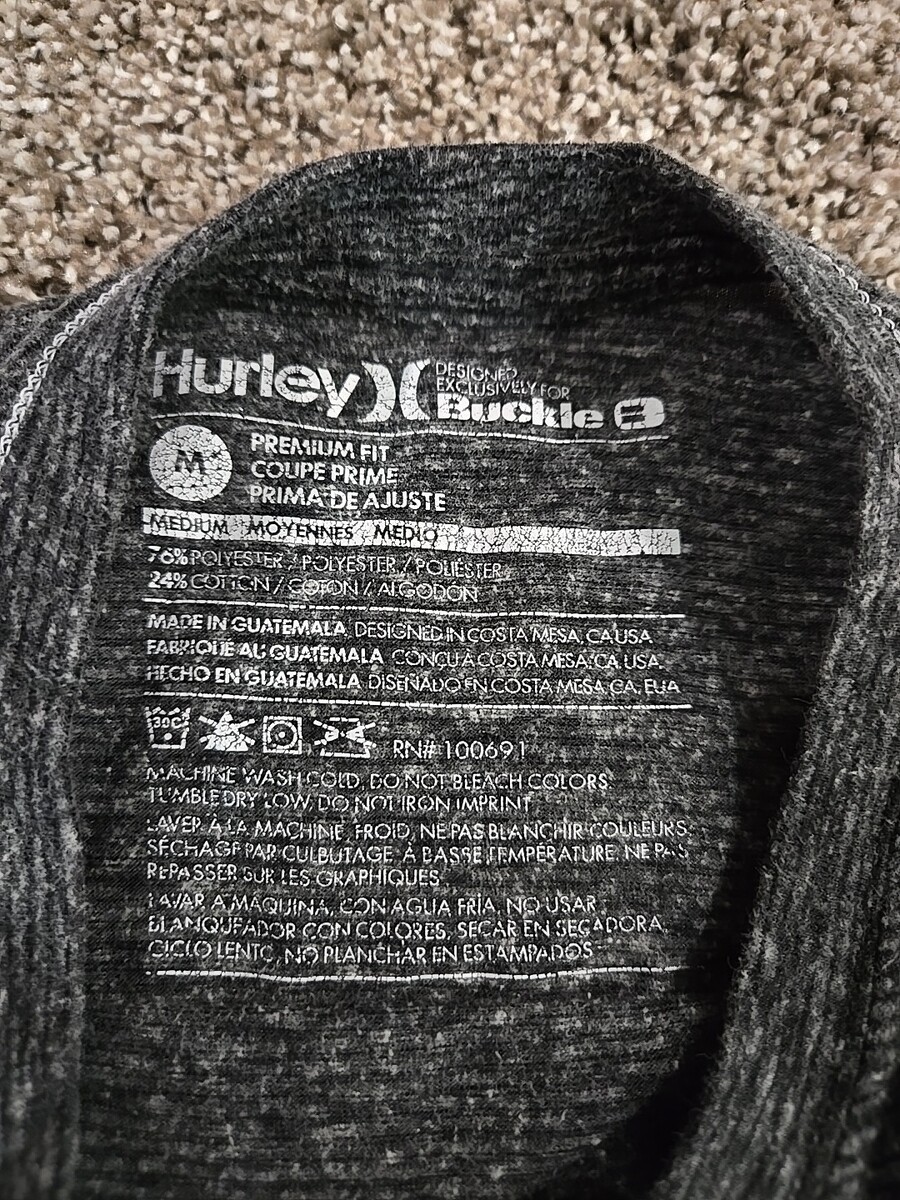 Hurley
DESIGNED
EXCLUSIVELY FOR
Buckle B
M
PREMIUM FIT
COUPE PRIME
PRIMA DE AJUSTE
MEDIUM MOYENNES MEDIO
76% POLYESTER / POLYESTER / POLIÉSTER
24% COTTON / COTON / ALGODON
MADE IN GUATEMALA. DESIGNED IN COSTA MESA, CA USA.
FABRIQUE AU GUATEMALA. CONÇU À COSTA MESA, CA, USA.
HECHO EN GUATEMALA. DISEÑADO EN COSTA MESA, CA, EUA
30C
RN# 100691
MACHINE WASH COLD, DO NOT BLEACH COLORS.
TUMBLE DRY LOW, DO NOT IRON IMPRINT
LAVER À LA MACHINE, FROID, NE PAS BLANCHIR COULEURS,
SÉCHAGE PAR CULBUTAGE, À BASSE TEMPÉRATURE. NE PAS
REPASSER SUR LES GRAPHIQUES
LAVAR A MAQUINA, CON AGUA FRIA, NO USAR
BLANQUEADOR CON COLORES, SECAR EN SECADORA,
CICLO LENTO, NO PLANCHAR EN ESTAMPADOS